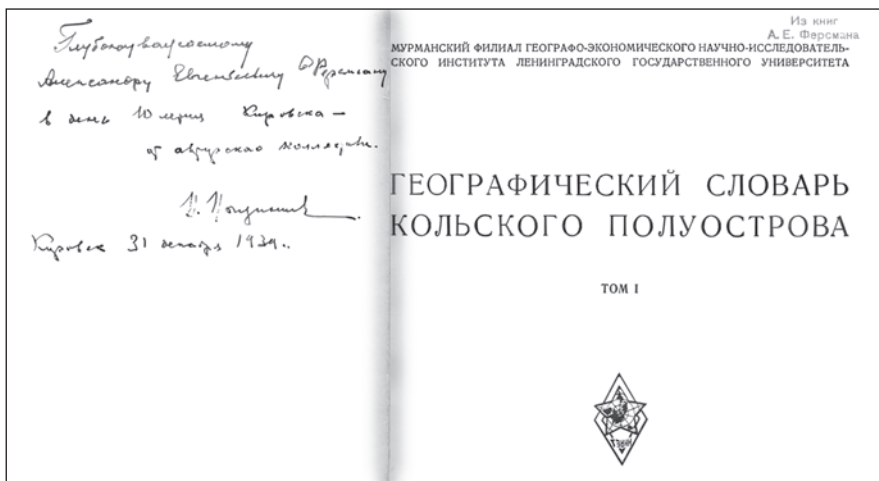 Глубокоуважаемому
Александру Евгеньевичу Ферсману
в день 10 летия Кировска —
от авторского коллектива.
Кировск 31 декабря 1939 г.
Из книг
А. Е. Ферсмана
МУРМАНСКИЙ ФИЛИАЛ ГЕОГРАФО-ЭКОНОМИЧЕСКОГО НАУЧНО-ИССЛЕДОВАТЕЛЬ-
СКОГО ИНСТИТУТА ЛЕНИНГРАДСКОГО ГОСУДАРСТВЕННОГО УНИВЕРСИТЕТА
ГЕОГРАФИЧЕСКИЙ СЛОВАРЬ
КОЛЬСКОГО ПОЛУОСТРОВА
ТОМ I